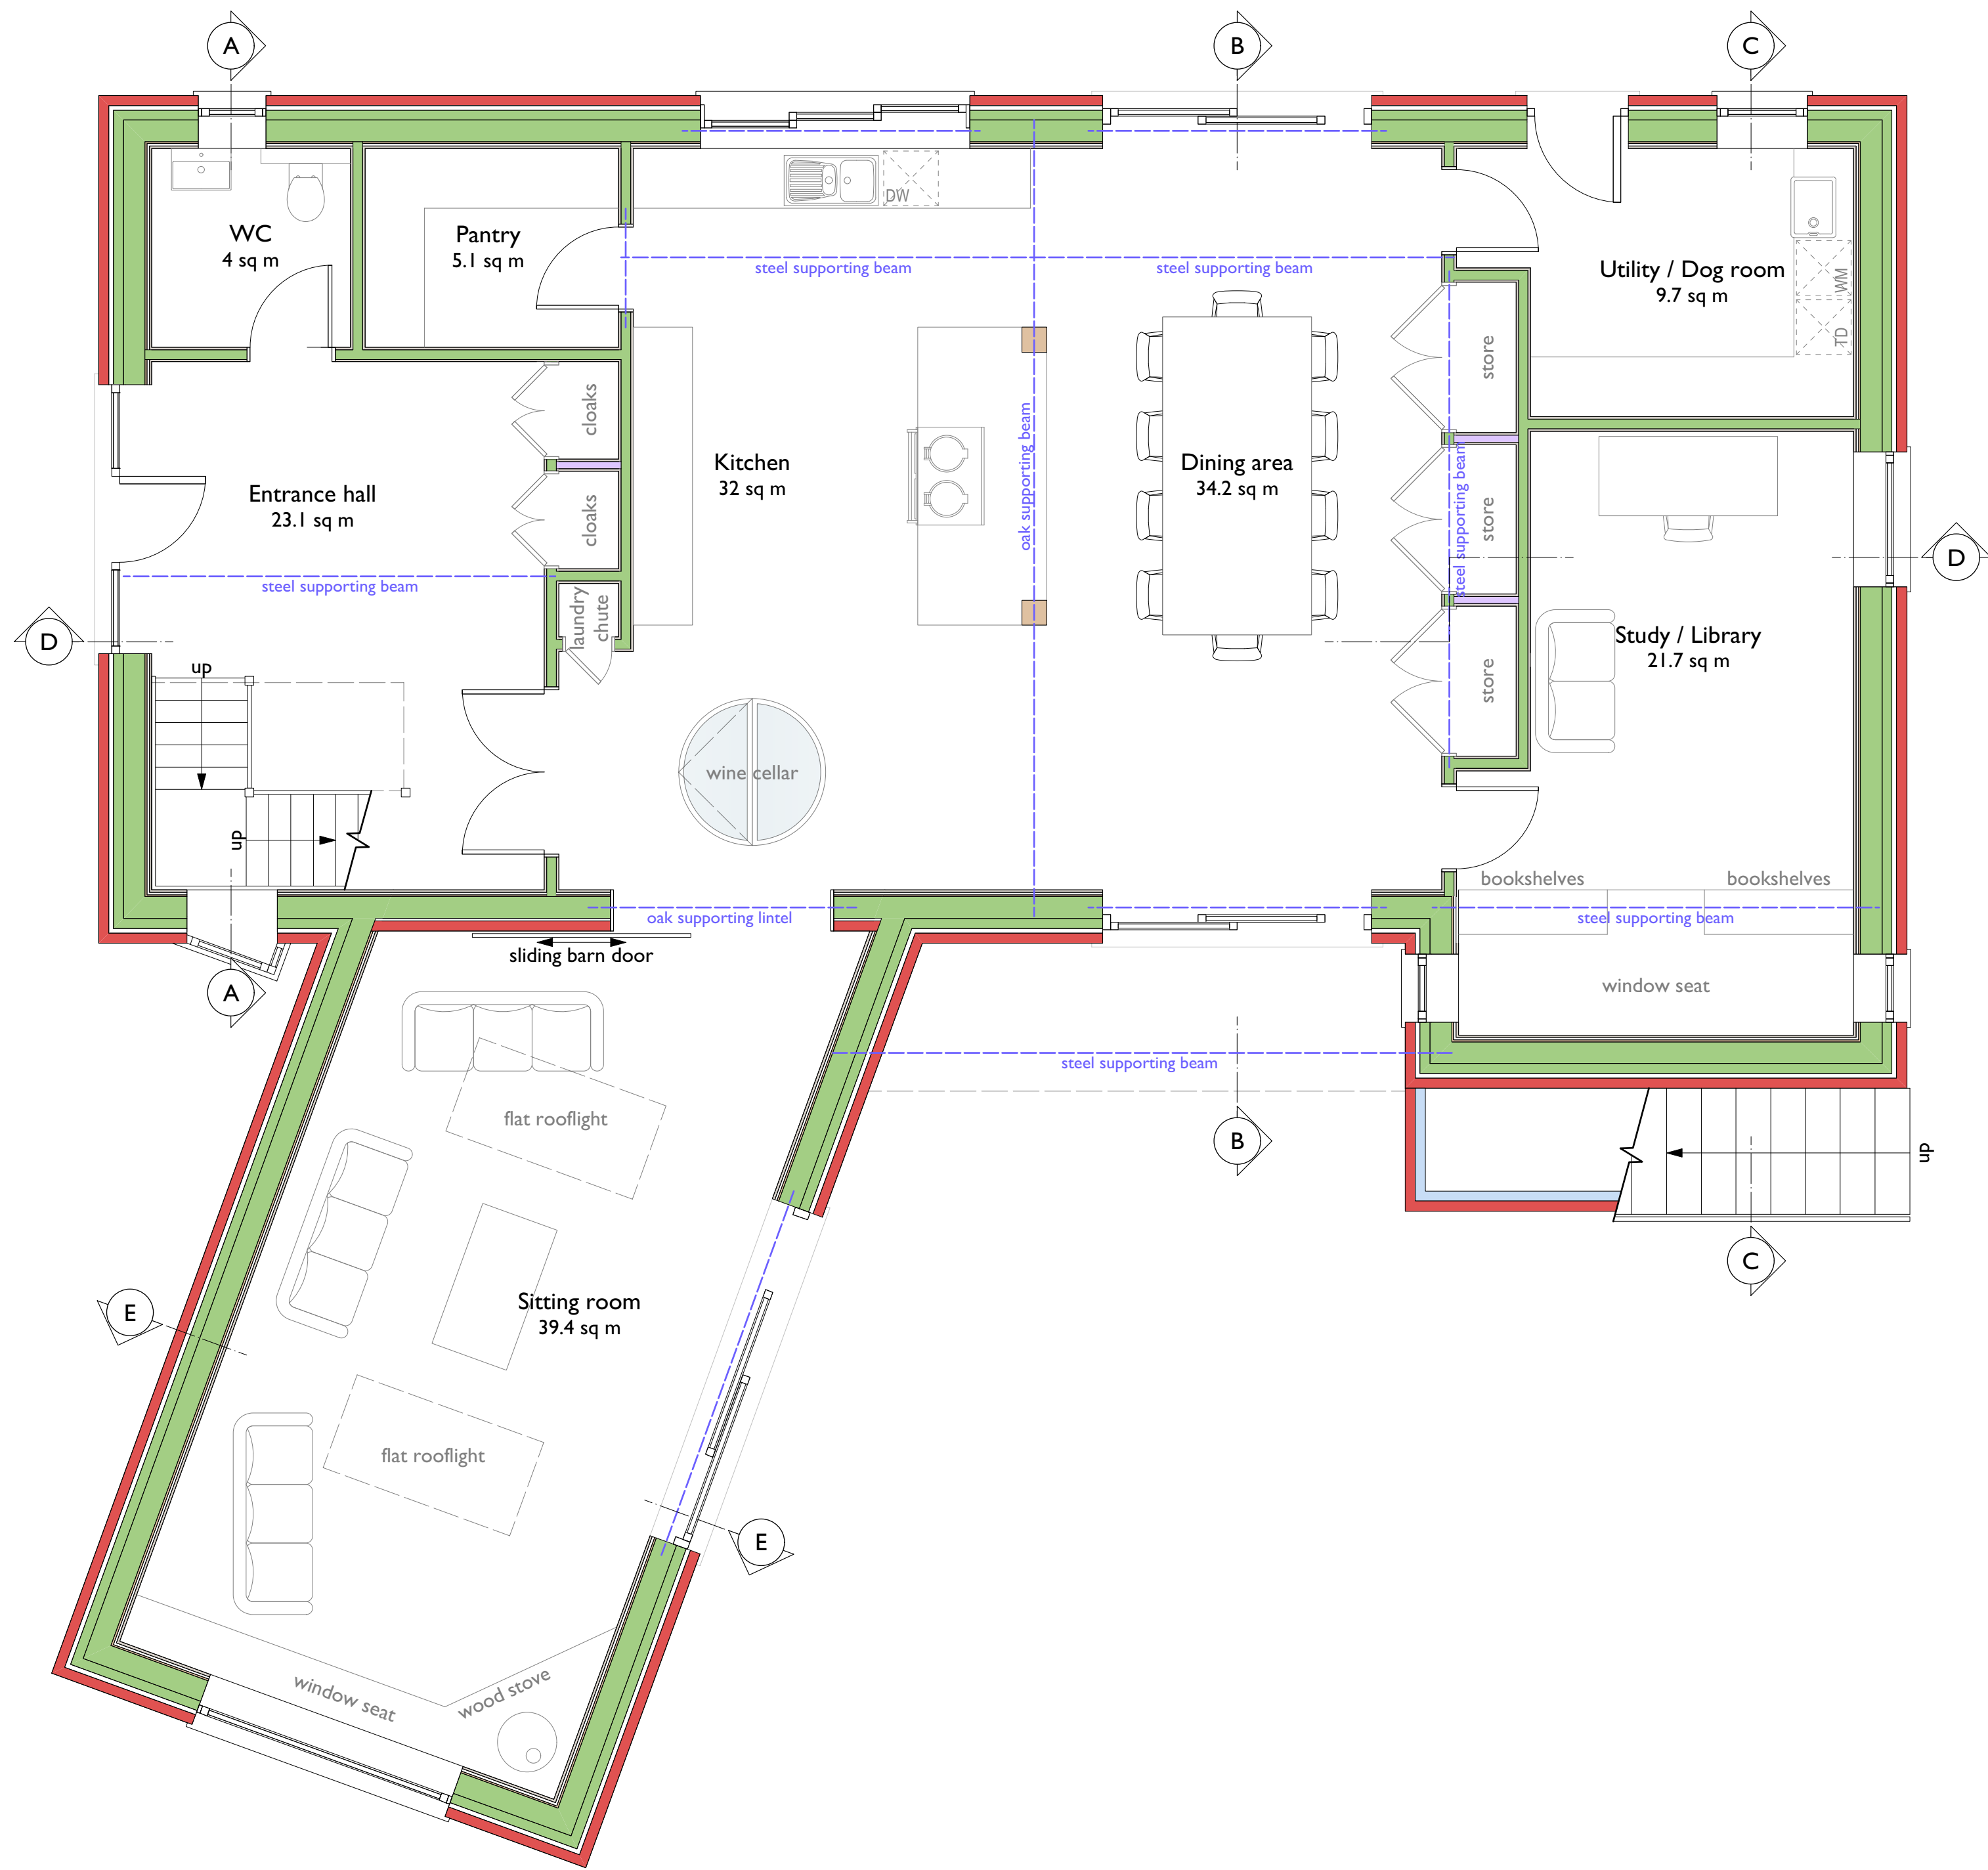 A
B
C
WC
4 sq m
Pantry
5.1 sq m
DW
steel supporting beam
steel supporting beam
Utility / Dog room
9.7 sq m
WM
TD
cloaks
cloaks
store
store
store
Entrance hall
23.1 sq m
Kitchen
32 sq m
oak supporting beam
Dining area
34.2 sq m
steel supporting beam
D
steel supporting beam
laundry
chute
D
Study / Library
21.7 sq m
up
up
wine cellar
bookshelves
bookshelves
oak supporting lintel
steel supporting beam
sliding barn door
A
window seat
steel supporting beam
flat rooflight
B
up
C
E
Sitting room
39.4 sq m
flat rooflight
E
window seat
wood stove